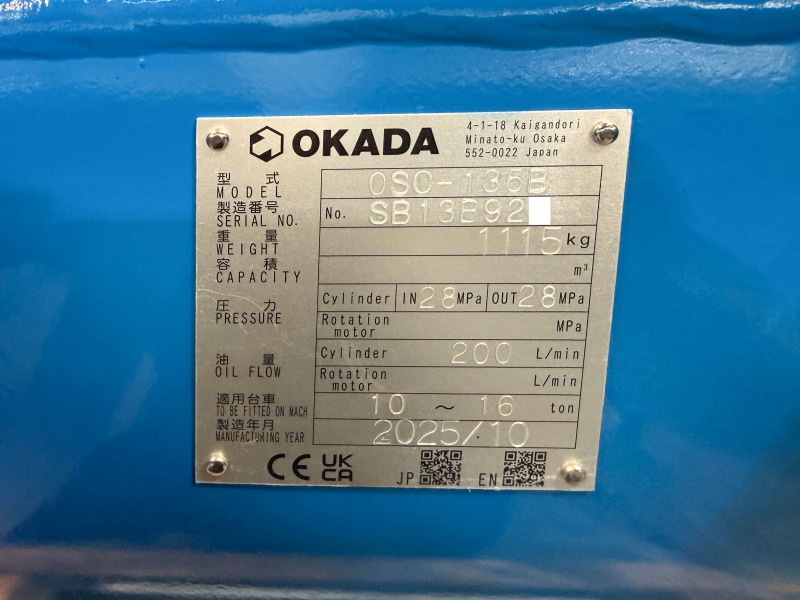 OKADA
4-1-18 Kaigandori
Minato-ku Osaka
552-0022 Japan
型 式
MODEL
OSC-135B
製造番号
SERIAL NO.
No. SB13B92
重 量
WEIGHT
1115 kg
容 積
CAPACITY
m³
圧 力
PRESSURE
Cylinder IN 28 MPa OUT 28 MPa
Rotation motor MPa
油 量
OIL FLOW
Cylinder 200 L/min
Rotation motor L/min
適用台車
TO BE FITTED ON MACH
10 ~ 16 ton
製造年月
MANUFACTURING YEAR
2025/10
CE UKCA
JP EN